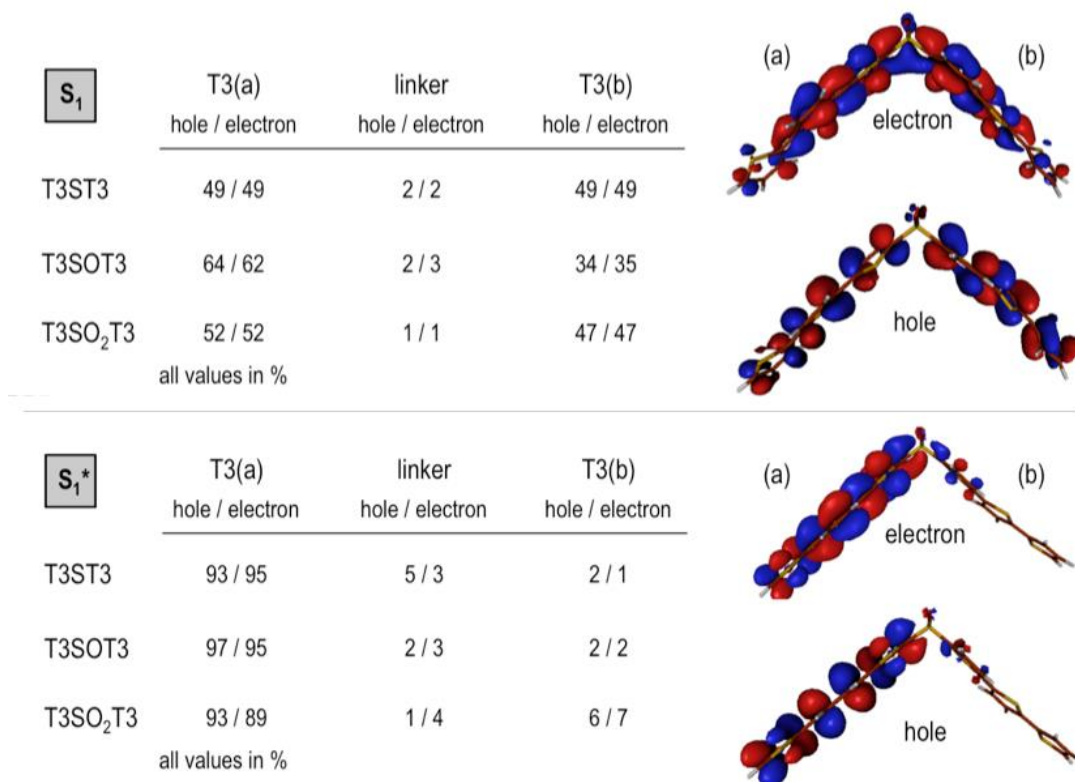 S1 T3(a) linker T3(b)
hole / electron hole / electron hole / electron
T3ST3 49 / 49 2 / 2 49 / 49
T3SOT3 64 / 62 2 / 3 34 / 35
T3SO2T3 52 / 52 1 / 1 47 / 47
all values in %
(a) (b)
electron
hole
S1* T3(a) linker T3(b)
hole / electron hole / electron hole / electron
T3ST3 93 / 95 5 / 3 2 / 1
T3SOT3 97 / 95 2 / 3 2 / 2
T3SO2T3 93 / 89 1 / 4 6 / 7
all values in %
(a) (b)
electron
hole